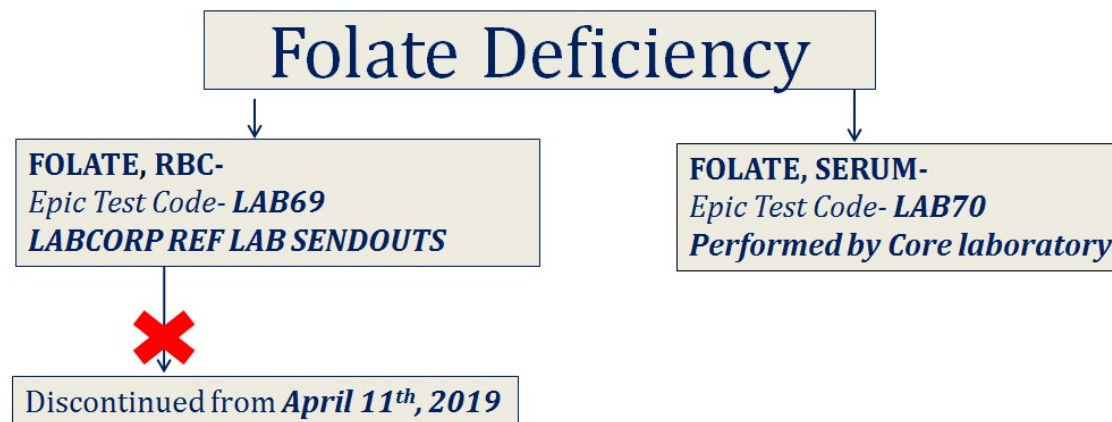 Folate Deficiency
FOLATE, RBC-
Epic Test Code- LAB69
LABCORP REF LAB SENDOUTS
FOLATE, SERUM-
Epic Test Code- LAB70
Performed by Core laboratory
Discontinued from April 11th, 2019